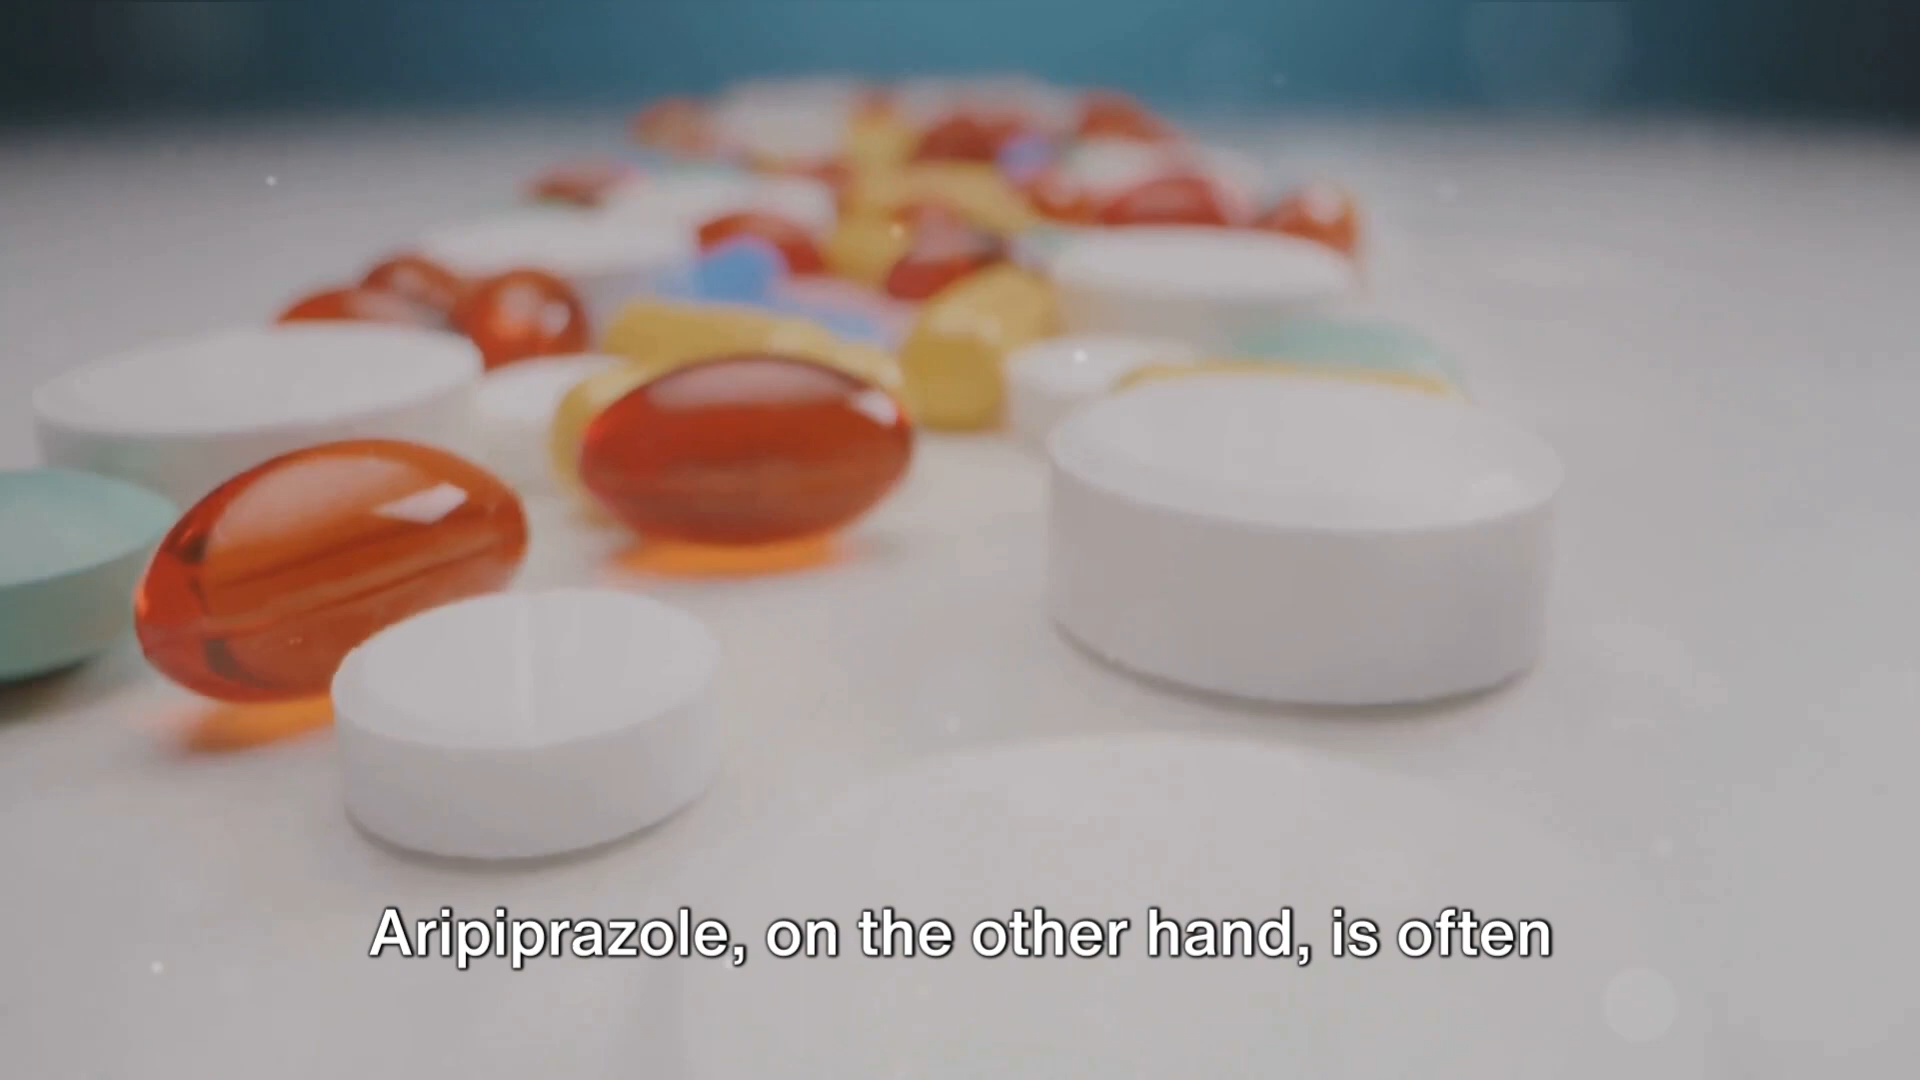 Aripiprazole, on the other hand, is often